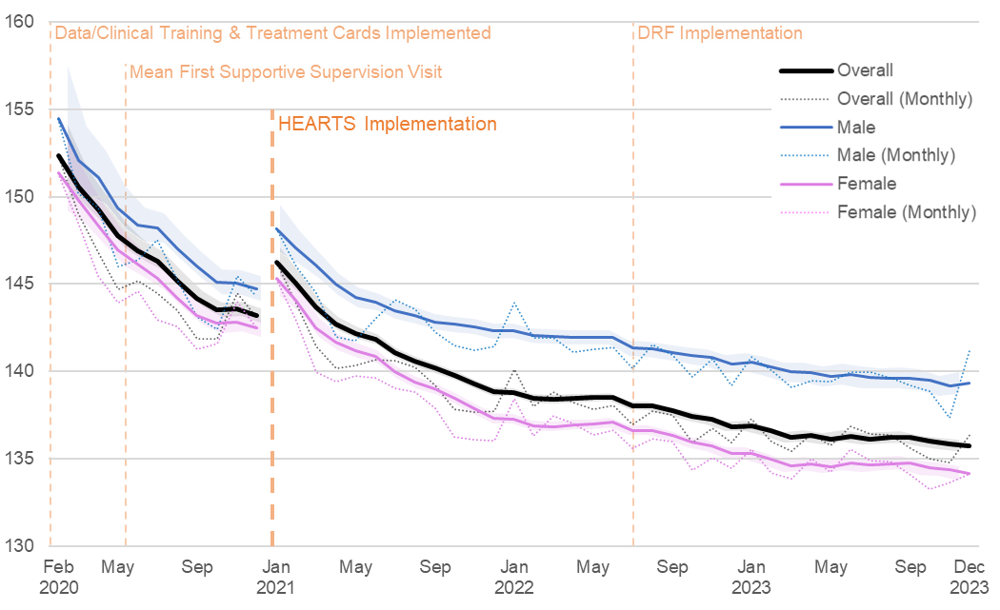 160
Data/Clinical Training & Treatment Cards Implemented
DRF Implementation
Mean First Supportive Supervision Visit
Overall
Overall (Monthly)
155
HEARTS Implementation
Male
Male (Monthly)
Female
150
Female (Monthly)
145
140
135
130
Feb May Sep Jan May Sep Jan May Sep Jan May Sep Dec
2020 2021 2022 2023 2023